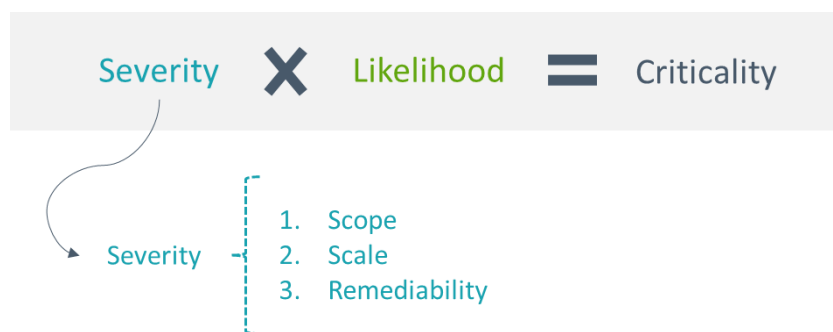 Severity × Likelihood = Criticality
Severity
1. Scope
2. Scale
3. Remediability